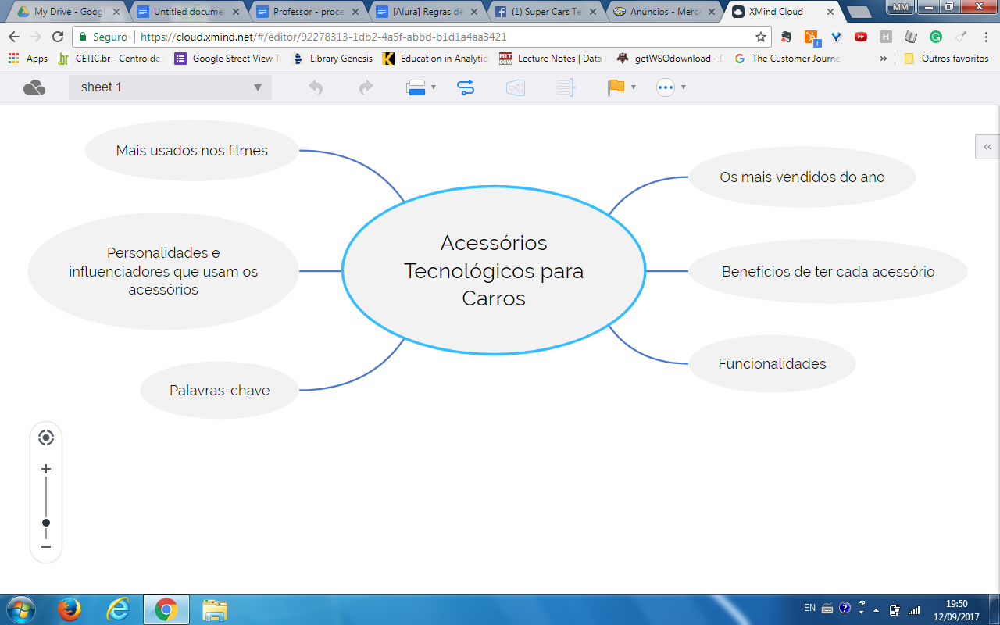 My Drive - Googl
Untitled documen
Professor - proce
[Alura] Regras de
(1) Super Cars Te
Anúncios - Merca
XMind Cloud
MM
Seguro
https://cloud.xmind.net/#/editor/92278313-1db2-4a5f-abbd-b1d1a4aa3421
Apps
CETIC.br - Centro de
Google Street View T
Library Genesis
Education in Analytic
Lecture Notes | Data
getWSOdownload - D
The Customer Journe
»
Outros favoritos
sheet 1
Mais usados nos filmes
Os mais vendidos do ano
Personalidades e
influenciadores que usam os
acessórios
Acessórios
Tecnológicos para
Carros
Benefícios de ter cada acessório
Palavras-chave
Funcionalidades
EN
19:50
12/09/2017